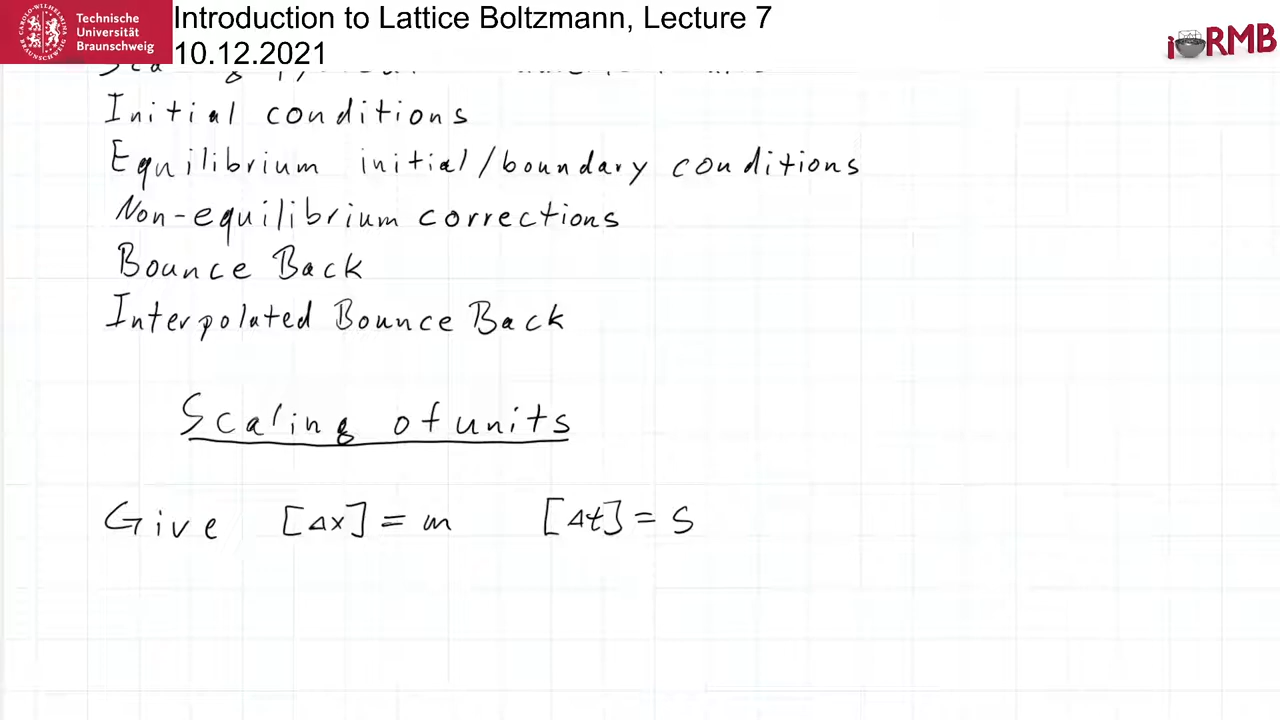 Technische
Universität
Braunschweig
Introduction to Lattice Boltzmann, Lecture 7
10.12.2021
iRMB
Initial conditions
Equilibrium initial/boundary conditions
Non-equilibrium corrections
Bounce Back
Interpolated Bounce Back
Scaling of units
Give [Δx] = m [Δt] = s